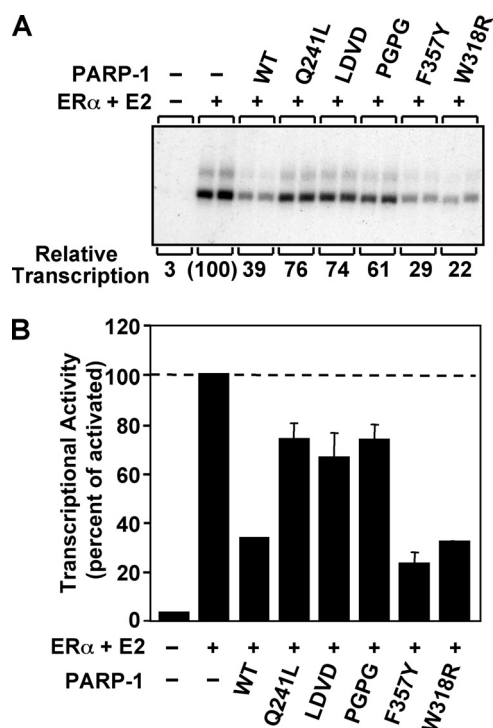 A
PARP-1 – – WT Q241L LDVD PGPG F357Y W318R
ERα + E2 – + + + + + + +
Relative Transcription 3 (100) 39 76 74 61 29 22
B
Transcriptional Activity
(percent of activated)
120
100
80
60
40
20
0
ERα + E2 – + + + + + + +
PARP-1 – – WT Q241L LDVD PGPG F357Y W318R